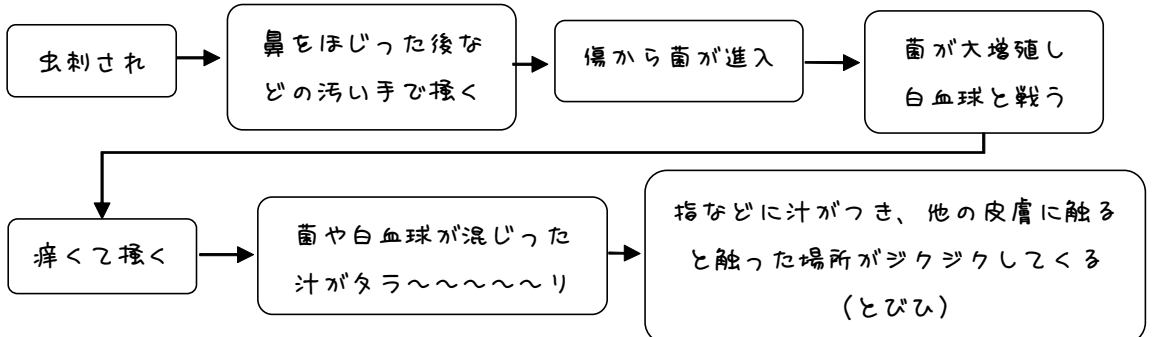 虫刺され
鼻をほじった後な
どの汚い手で掻く
傷から菌が進入
菌が大増殖し
白血球と戦う
痒くて掻く
菌や白血球が混じった
汁がタラ~~~~~リ
指などに汁がつき、他の皮膚に触る
と触った場所がジクジクしてくる
(とびひ)